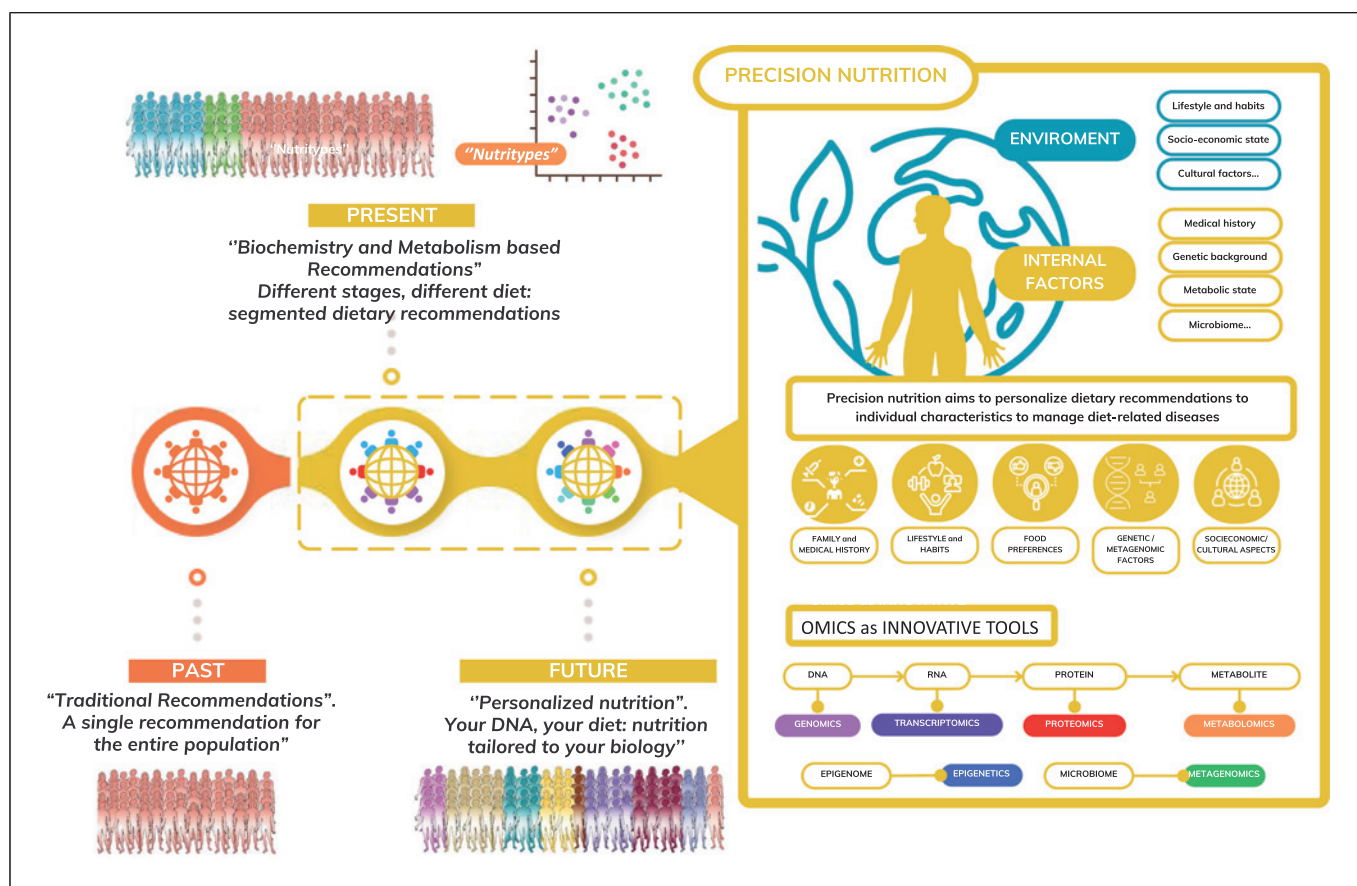 "Nutritypes"
"Nutritypes"
PRESENT
‘’Biochemistry and Metabolism based
Recommendations”
Different stages, different diet:
segmented dietary recommendations
PAST
“Traditional Recommendations”.
A single recommendation for
the entire population”
FUTURE
‘’Personalized nutrition”.
Your DNA, your diet: nutrition
tailored to your biology’’
PRECISION NUTRITION
ENVIROMENT
Lifestyle and habits
Socio-economic state
Cultural factors...
INTERNAL
FACTORS
Medical history
Genetic background
Metabolic state
Microbiome...
Precision nutrition aims to personalize dietary recommendations to
individual characteristics to manage diet-related diseases
FAMILY and
MEDICAL HISTORY
LIFESTYLE and
HABITS
FOOD
PREFERENCES
GENETIC /
METAGENOMIC
FACTORS
SOCIECONOMIC/
CULTURAL ASPECTS
OMICS as INNOVATIVE TOOLS
DNA
RNA
PROTEIN
METABOLITE
GENOMICS
TRANSCRIPTOMICS
PROTEOMICS
METABOLOMICS
EPIGENOME
EPIGENETICS
MICROBIOME
METAGENOMICS